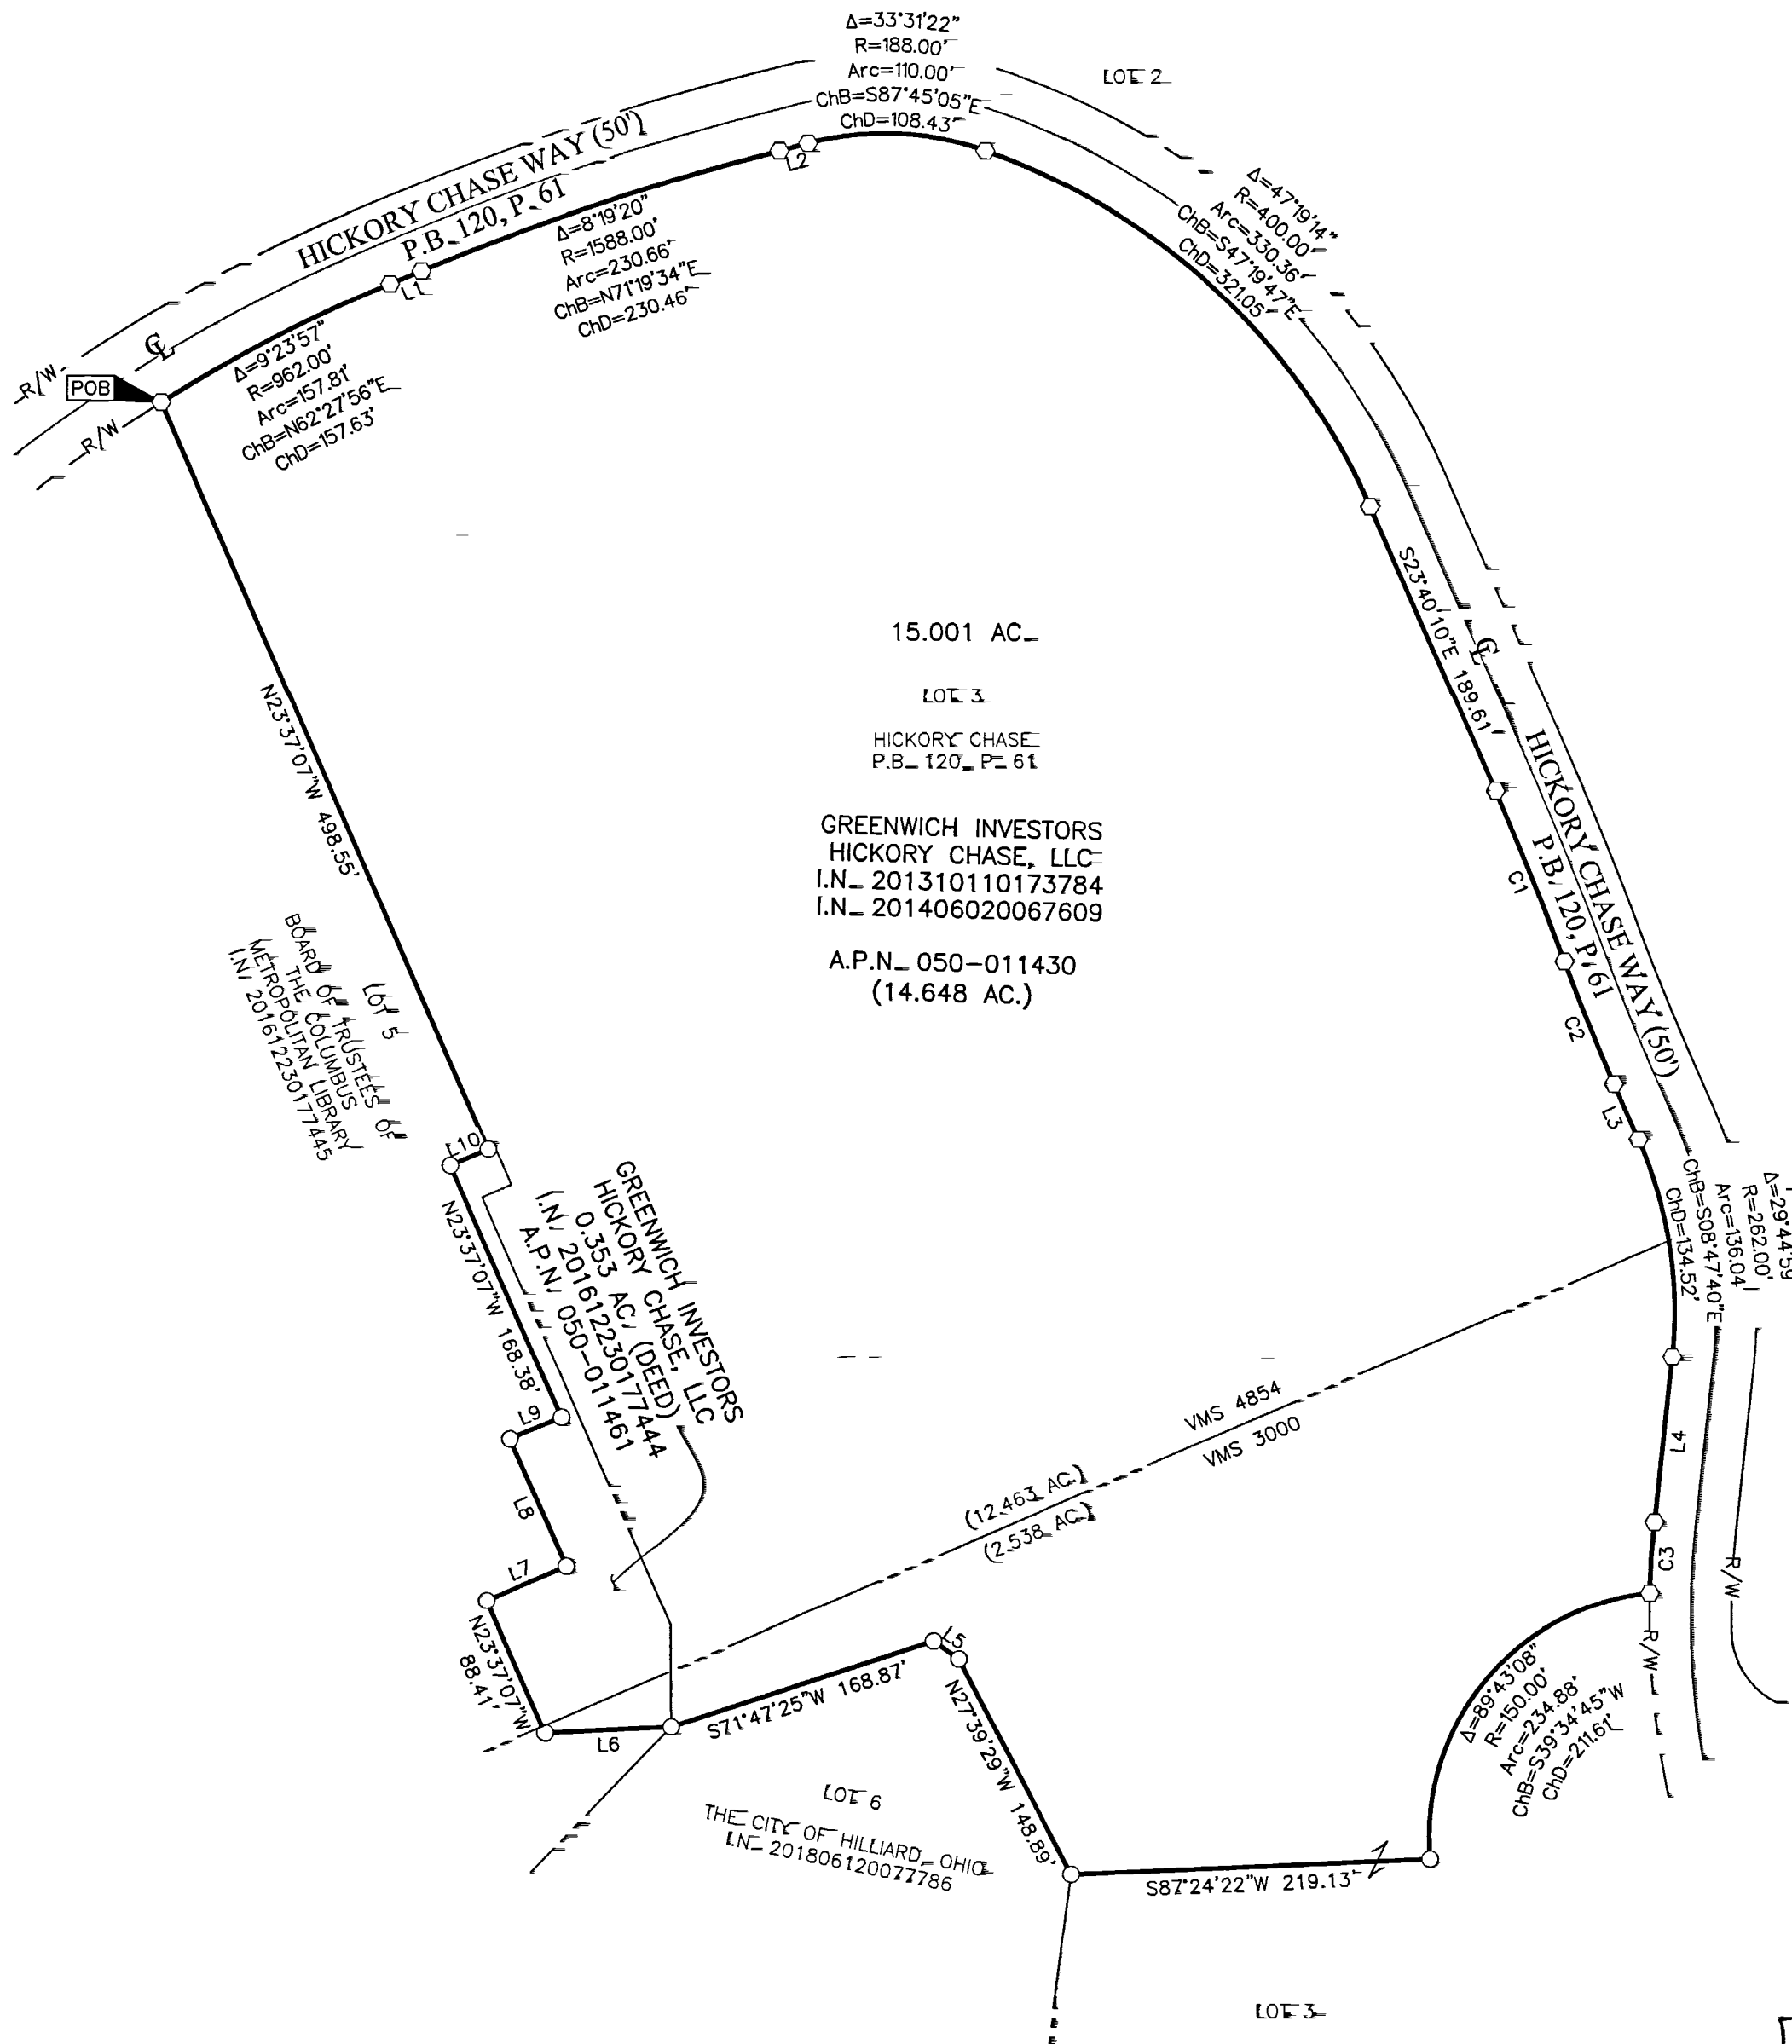 Δ=33°31'22"
R=188.00'
Arc=110.00'
ChB=S87°45'05"E
ChD=108.43'
LOT 2
HICKORY CHASE WAY (50')
P.B. 120, P. 61
L2
L1
Δ=8°19'20"
R=1588.00'
Arc=230.66'
ChB=N71°19'34"E
ChD=230.46'
Δ=47°19'14"
R=400.00'
Arc=330.36'
ChB=S47°19'47"E
ChD=321.05'
R/W
℄
POB
R/W
Δ=9°23'57"
R=962.00'
Arc=157.81'
ChB=N62°27'56"E
ChD=157.63'
S23°40'10"E 189.61'
℄
15.001 AC.
LOT 3
HICKORY CHASE
P.B. 120, P. 61
GREENWICH INVESTORS
HICKORY CHASE, LLC
I.N. 201310110173784
I.N. 201406020067609
A.P.N. 050-011430
(14.648 AC.)
N23°37'07"W 498.55'
HICKORY CHASE WAY (50')
P.B. 120, P. 61
C1
C2
L3
LOT 5
BOARD OF TRUSTEES OF
THE COLUMBUS
METROPOLITAN LIBRARY
I.N. 201612230177445
L10
GREENWICH INVESTORS
HICKORY CHASE, LLC
0.353 AC. (DEED)
I.N. 201612230177444
A.P.N. 050-011461
N23°37'07"W 168.38'
Δ=29°44'59
R=262.00'
Arc=136.04'
ChB=S08°47'40"E
ChD=134.52'
L9
L8
L7
VMS 4854
VMS 3000
(12.463 AC.)
(2.538 AC.)
L4
C3
R/W
R/W
N23°37'07"W
88.41'
L6
S71°47'25"W 168.87'
L5
N27°39'29"W 148.89'
Δ=89°43'08"
R=150.00'
Arc=234.88'
ChB=S39°34'45"W
ChD=211.61'
LOT 6
THE CITY OF HILLIARD, OHIO
I.N. 201806120077786
S87°24'22"W 219.13'
LOT 3